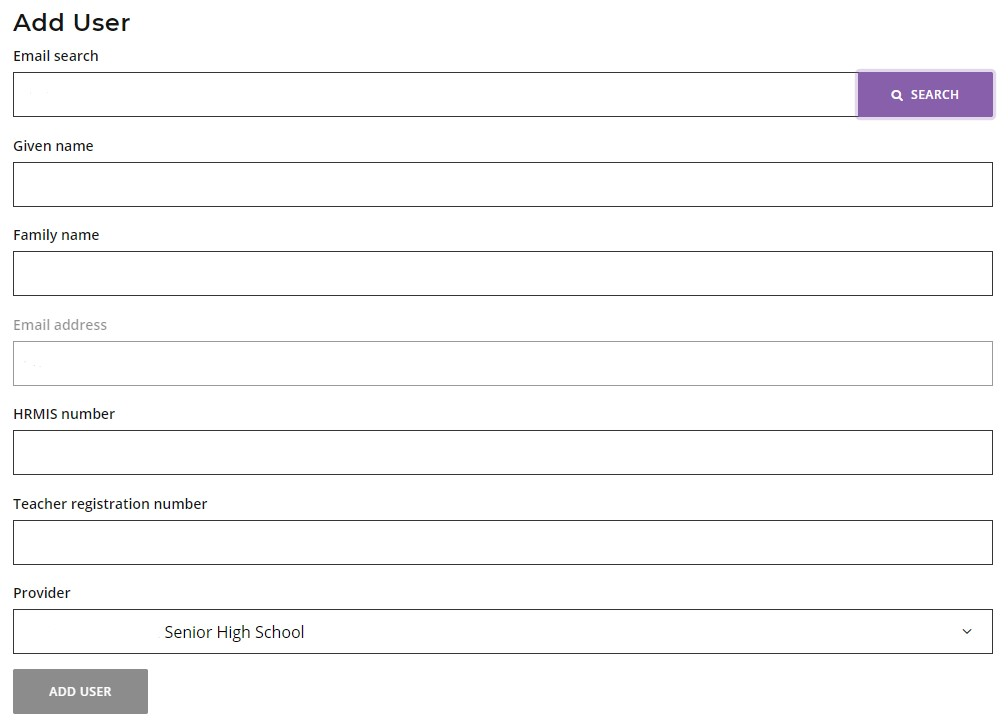 Add User
Email search
SEARCH
Given name
Family name
Email address
HRMIS number
Teacher registration number
Provider
Senior High School
ADD USER